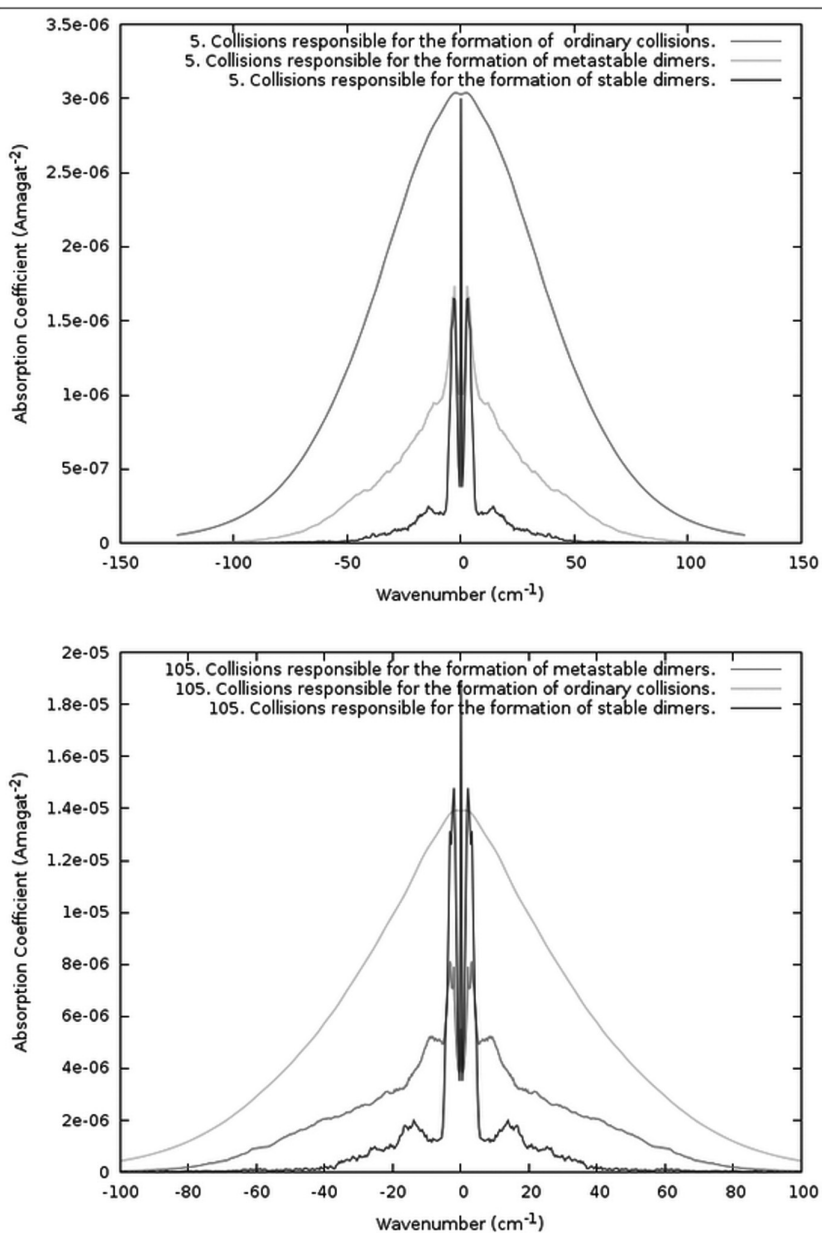 3.5e-06
5. Collisions responsible for the formation of ordinary collisions.
5. Collisions responsible for the formation of metastable dimers.
5. Collisions responsible for the formation of stable dimers.
3e-06
2.5e-06
2e-06
1.5e-06
1e-06
5e-07
0
Absorption Coefficient (Amagat-2)
-150 -100 -50 0 50 100 150
Wavenumber (cm-1)
2e-05
105. Collisions responsible for the formation of metastable dimers.
105. Collisions responsible for the formation of ordinary collisions.
105. Collisions responsible for the formation of stable dimers.
1.8e-05
1.6e-05
1.4e-05
1.2e-05
1e-05
8e-06
6e-06
4e-06
2e-06
0
Absorption Coefficient (Amagat-2)
-100 -80 -60 -40 -20 0 20 40 60 80 100
Wavenumber (cm-1)